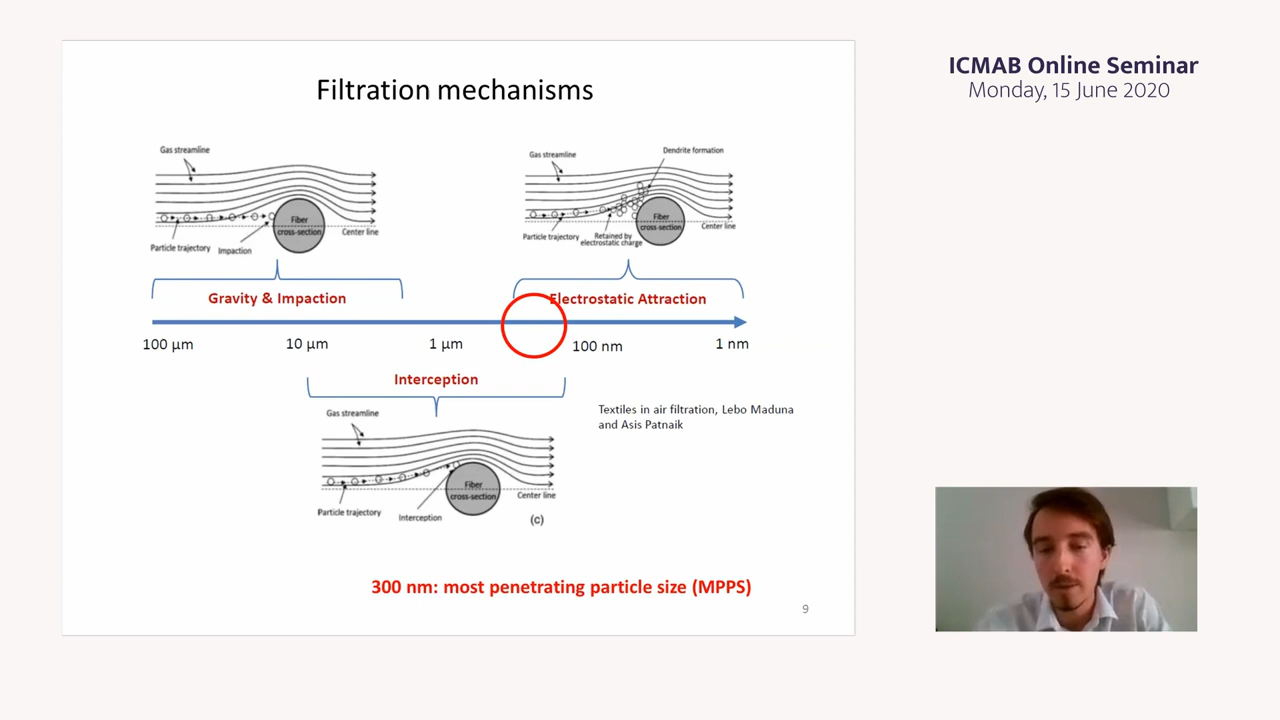 ICMAB Online Seminar
Monday, 15 June 2020
Filtration mechanisms
Gas streamline
Fiber
cross-section
Particle trajectory
Impaction
Center line
Gas streamline
Dendrite formation
Fiber
cross-section
Particle trajectory
Retained by
electrostatic charge
Center line
Gravity & Impaction
Electrostatic Attraction
100 µm
10 µm
1 µm
100 nm
1 nm
Interception
Gas streamline
Fiber
cross-section
Particle trajectory
Interception
Center line
(c)
Textiles in air filtration, Lebo Maduna
and Asis Patnaik
300 nm: most penetrating particle size (MPPS)
9